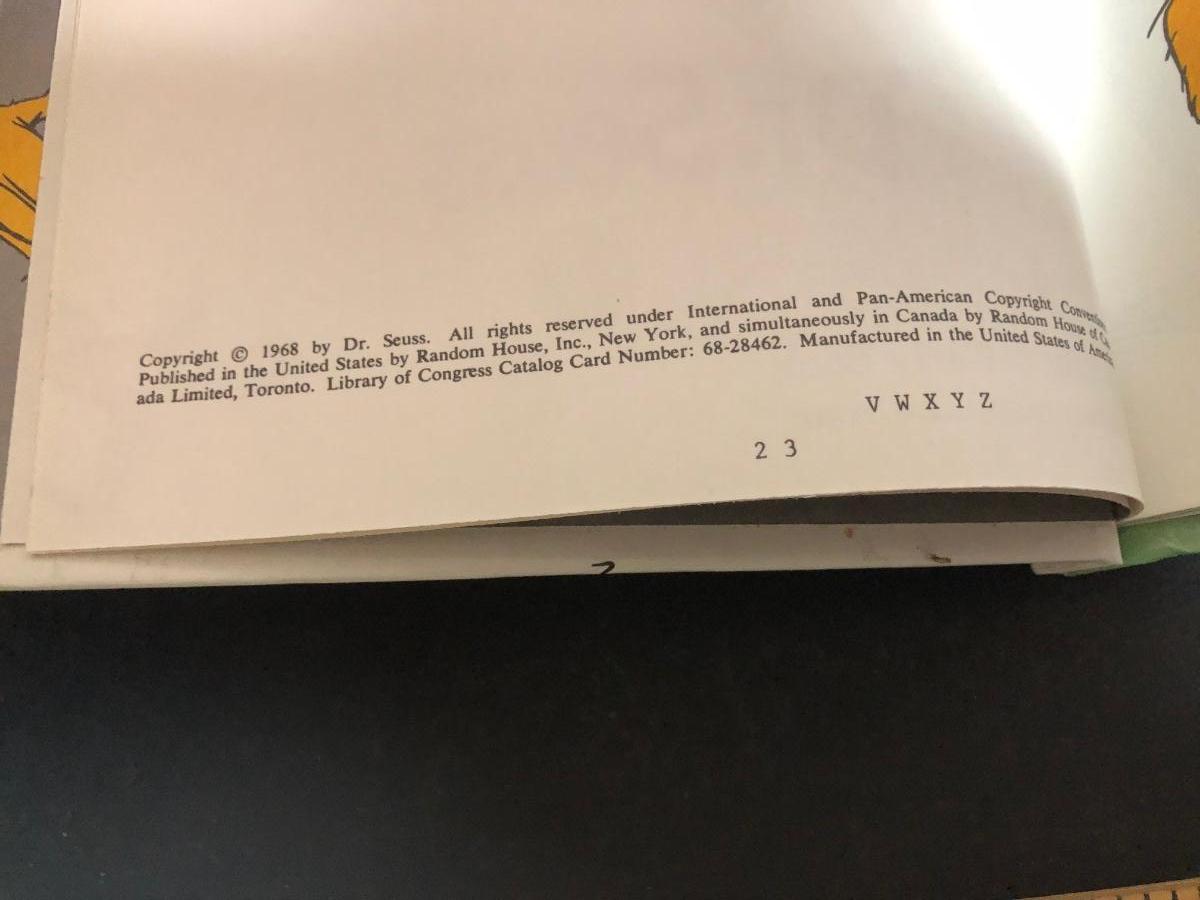 Copyright © 1968 by Dr. Seuss. All rights reserved under International and Pan-American Copyright
Published in the United States by Random House, Inc., New York, and simultaneously in Canada by Random House of
ada Limited, Toronto. Library of Congress Catalog Card Number: 68-28462. Manufactured in the United States of
V W X Y Z
2 3